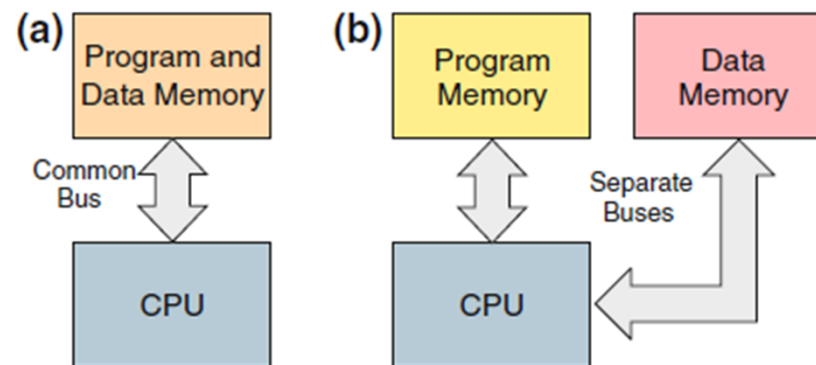 (a)
Program and
Data Memory
Common
Bus
CPU
(b)
Program
Memory
Data
Memory
Separate
Buses
CPU